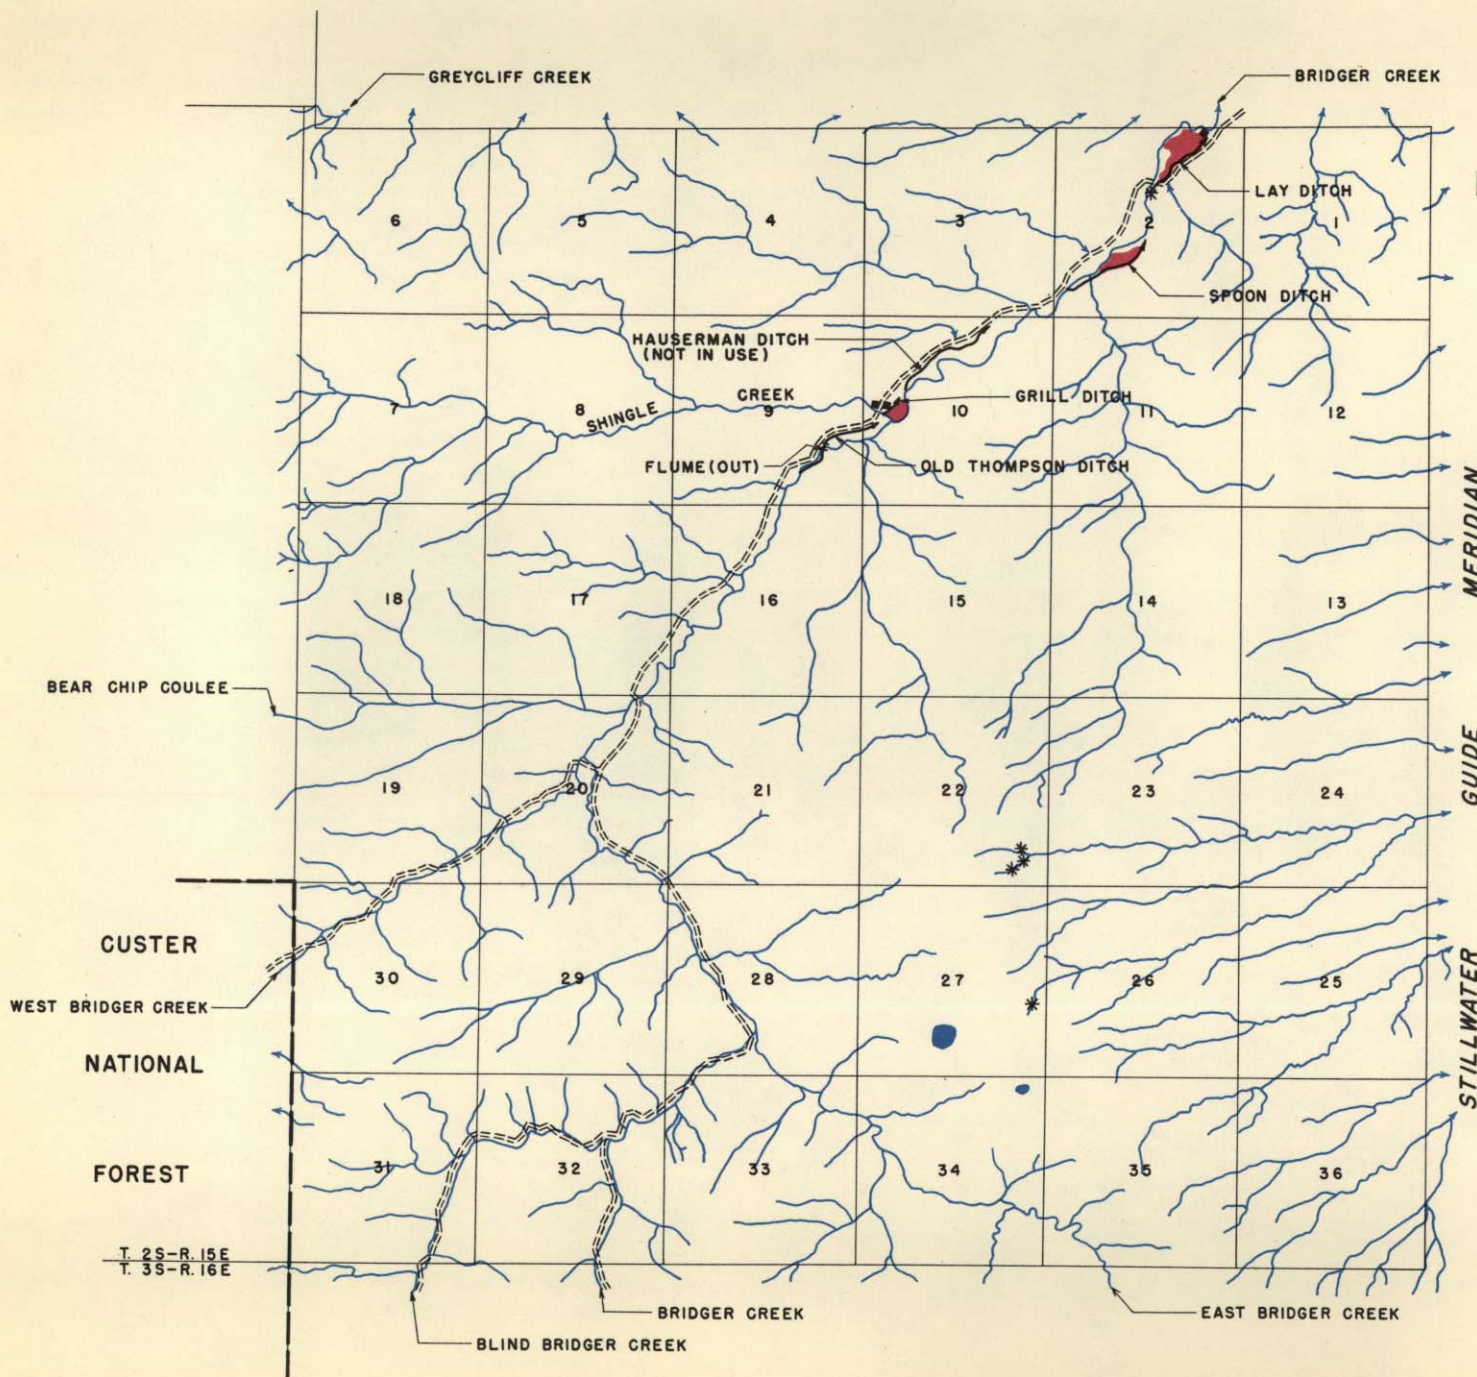 GREYCLIFF CREEK
BRIDGER CREEK
LAY DITCH
6
5
4
3
2
1
SPOON DITCH
HAUSERMAN DITCH
(NOT IN USE)
7
8
SHINGLE
CREEK
9
10
GRILL DITCH
11
12
FLUME(OUT)
OLD THOMPSON DITCH
18
17
16
15
14
13
BEAR CHIP COULEE
19
20
21
22
23
24
CUSTER
WEST BRIDGER CREEK
30
29
28
27
26
25
NATIONAL
FOREST
31
32
33
34
35
36
T. 2S-R. 15E
T. 3S-R. 16E
BRIDGER CREEK
EAST BRIDGER CREEK
BLIND BRIDGER CREEK
STILLWATER GUIDE MERIDIAN